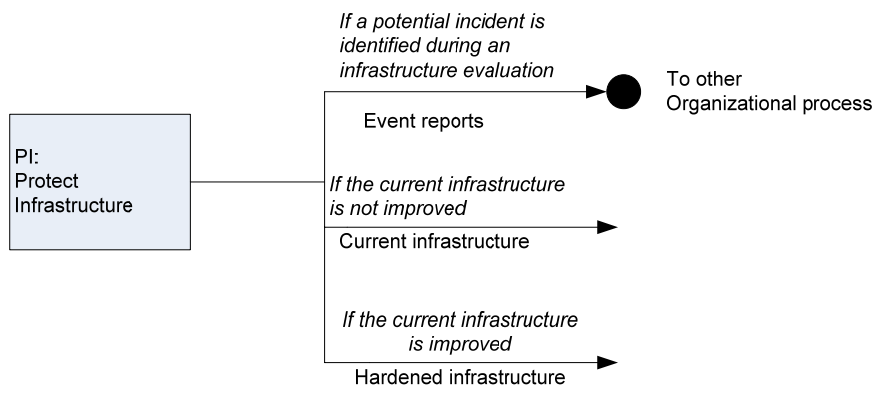 If a potential incident is
identified during an
infrastructure evaluation
To other
Organizational process
Event reports
PI:
Protect
Infrastructure
If the current infrastructure
is not improved
Current infrastructure
If the current infrastructure
is improved
Hardened infrastructure